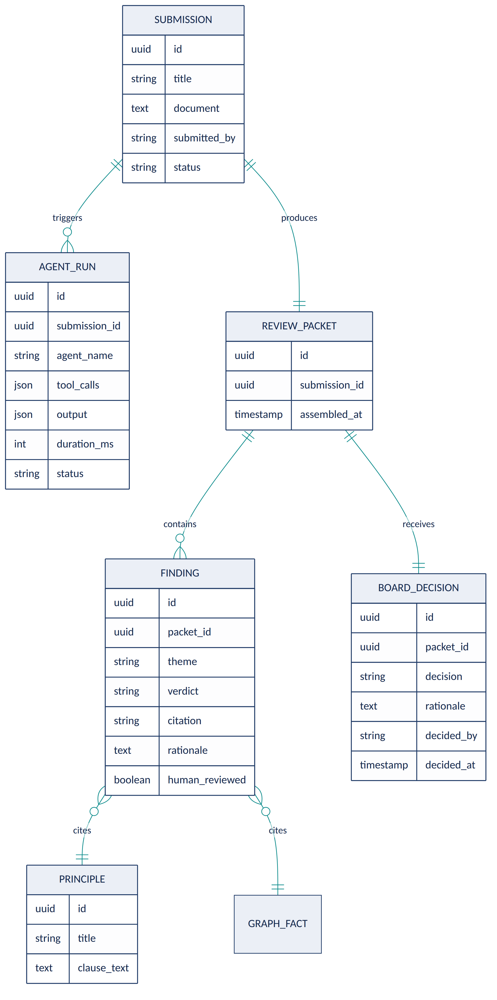 SUBMISSION
uuid id
string title
text document
string submitted_by
string status
triggers
produces
AGENT_RUN
uuid id
uuid submission_id
string agent_name
json tool_calls
json output
int duration_ms
string status
REVIEW_PACKET
uuid id
uuid submission_id
timestamp assembled_at
contains
receives
FINDING
uuid id
uuid packet_id
string theme
string verdict
string citation
text rationale
boolean human_reviewed
BOARD_DECISION
uuid id
uuid packet_id
string decision
text rationale
string decided_by
timestamp decided_at
cites
cites
PRINCIPLE
uuid id
string title
text clause_text
GRAPH_FACT